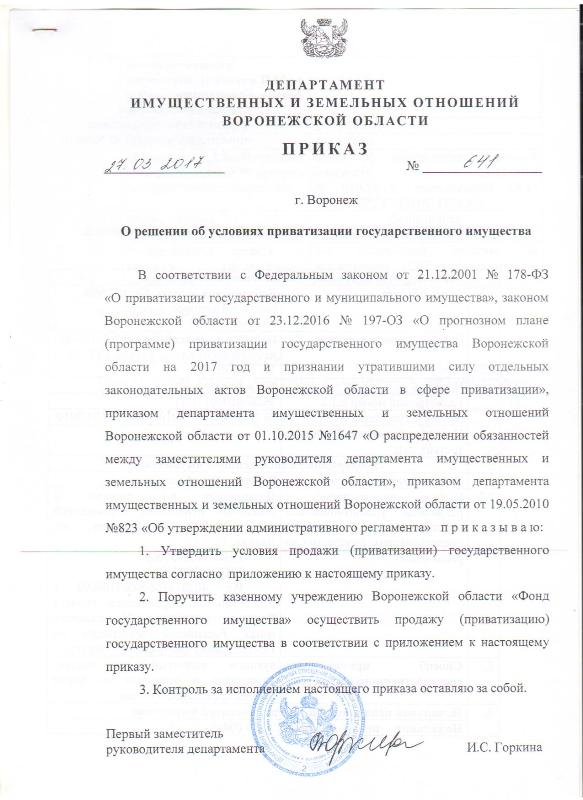 ДЕПАРТАМЕНТ
ИМУЩЕСТВЕННЫХ И ЗЕМЕЛЬНЫХ ОТНОШЕНИЙ
ВОРОНЕЖСКОЙ ОБЛАСТИ
ПРИКАЗ
27 03 2017 № 641
г. Воронеж
О решении об условиях приватизации государственного имущества
В соответствии с Федеральным законом от 21.12.2001 № 178-ФЗ
«О приватизации государственного и муниципального имущества», законом
Воронежской области от 23.12.2016 № 197-ОЗ «О прогнозном плане
(программе) приватизации государственного имущества Воронежской
области на 2017 год и признании утратившими силу отдельных
законодательных актов Воронежской области в сфере приватизации»,
приказом департамента имущественных и земельных отношений
Воронежской области от 01.10.2015 №1647 «О распределении обязанностей
между заместителями руководителя департамента имущественных и
земельных отношений Воронежской области», приказом департамента
имущественных и земельных отношений Воронежской области от 19.05.2010
№823 «Об утверждении административного регламента» п р и к а з ы в а ю:
1. Утвердить условия продажи (приватизации) государственного
имущества согласно приложению к настоящему приказу.
2. Поручить казенному учреждению Воронежской области «Фонд
государственного имущества» осуществить продажу (приватизацию)
государственного имущества в соответствии с приложением к настоящему
приказу.
3. Контроль за исполнением настоящего приказа оставляю за собой.
Первый заместитель
руководителя департамента И.С. Горкина
2